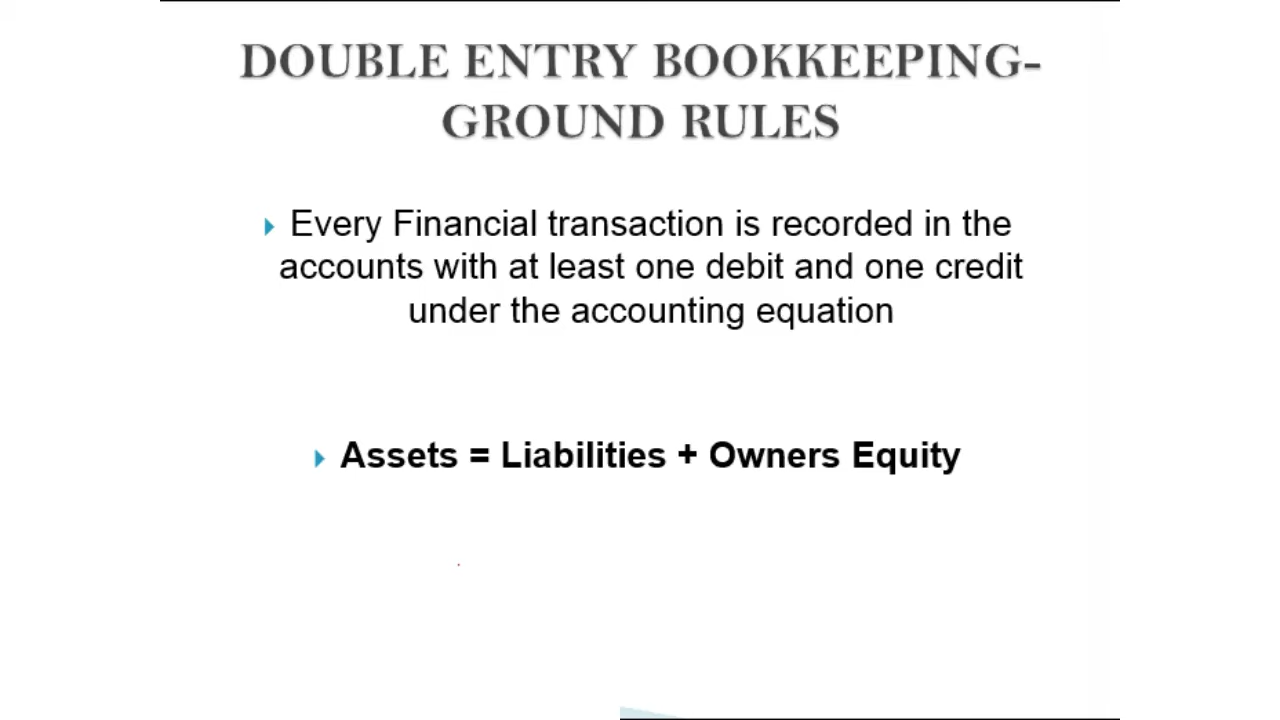 DOUBLE ENTRY BOOKKEEPING-
GROUND RULES
Every Financial transaction is recorded in the
accounts with at least one debit and one credit
under the accounting equation
Assets = Liabilities + Owners Equity